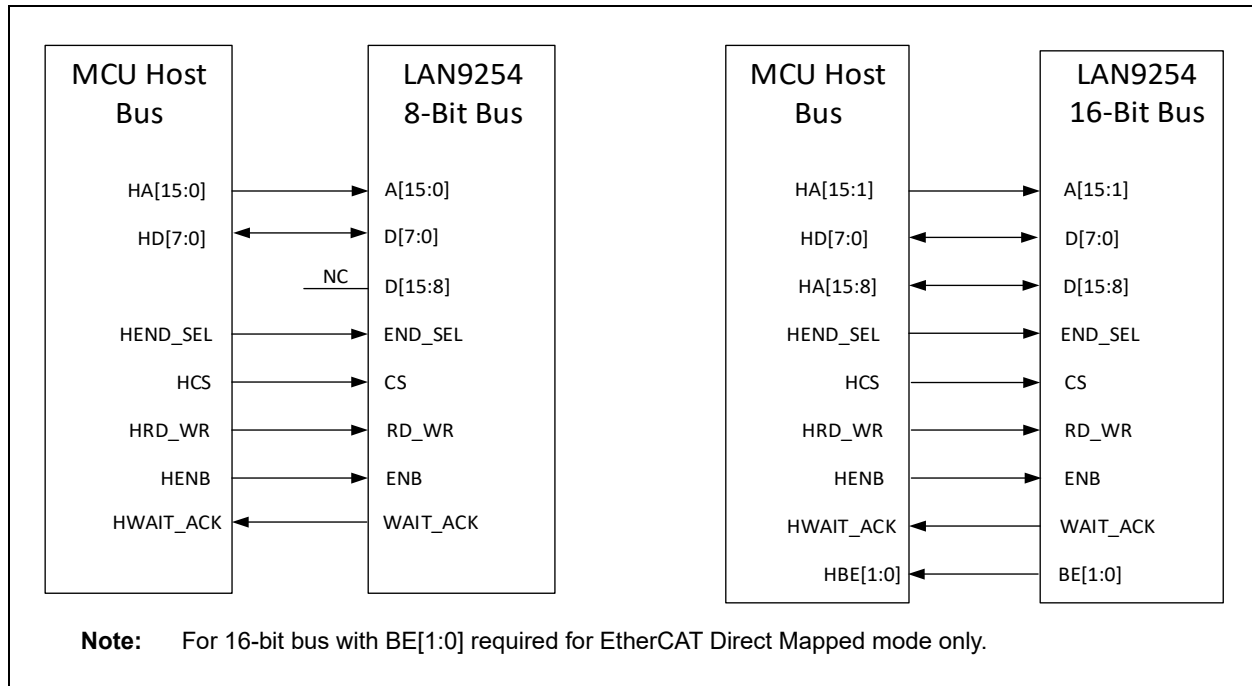 MCU Host
Bus
LAN9254
8-Bit Bus
HA[15:0]
A[15:0]
HD[7:0]
D[7:0]
NC
D[15:8]
HEND_SEL
END_SEL
HCS
CS
HRD_WR
RD_WR
HENB
ENB
HWAIT_ACK
WAIT_ACK
MCU Host
Bus
LAN9254
16-Bit Bus
HA[15:1]
A[15:1]
HD[7:0]
D[7:0]
HA[15:8]
D[15:8]
HEND_SEL
END_SEL
HCS
CS
HRD_WR
RD_WR
HENB
ENB
HWAIT_ACK
WAIT_ACK
HBE[1:0]
BE[1:0]
Note: For 16-bit bus with BE[1:0] required for EtherCAT Direct Mapped mode only.